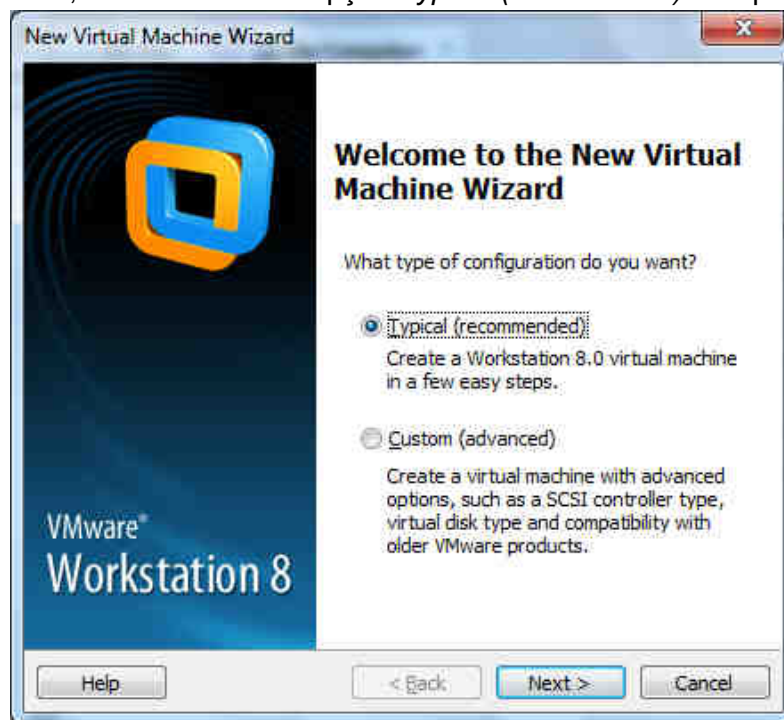 New Virtual Machine Wizard
Welcome to the New Virtual
Machine Wizard
What type of configuration do you want?
Typical (recommended)
Create a Workstation 8.0 virtual machine
in a few easy steps.
Custom (advanced)
Create a virtual machine with advanced
options, such as a SCSI controller type,
virtual disk type and compatibility with
older VMware products.
VMware®
Workstation 8
Help
< Back
Next >
Cancel